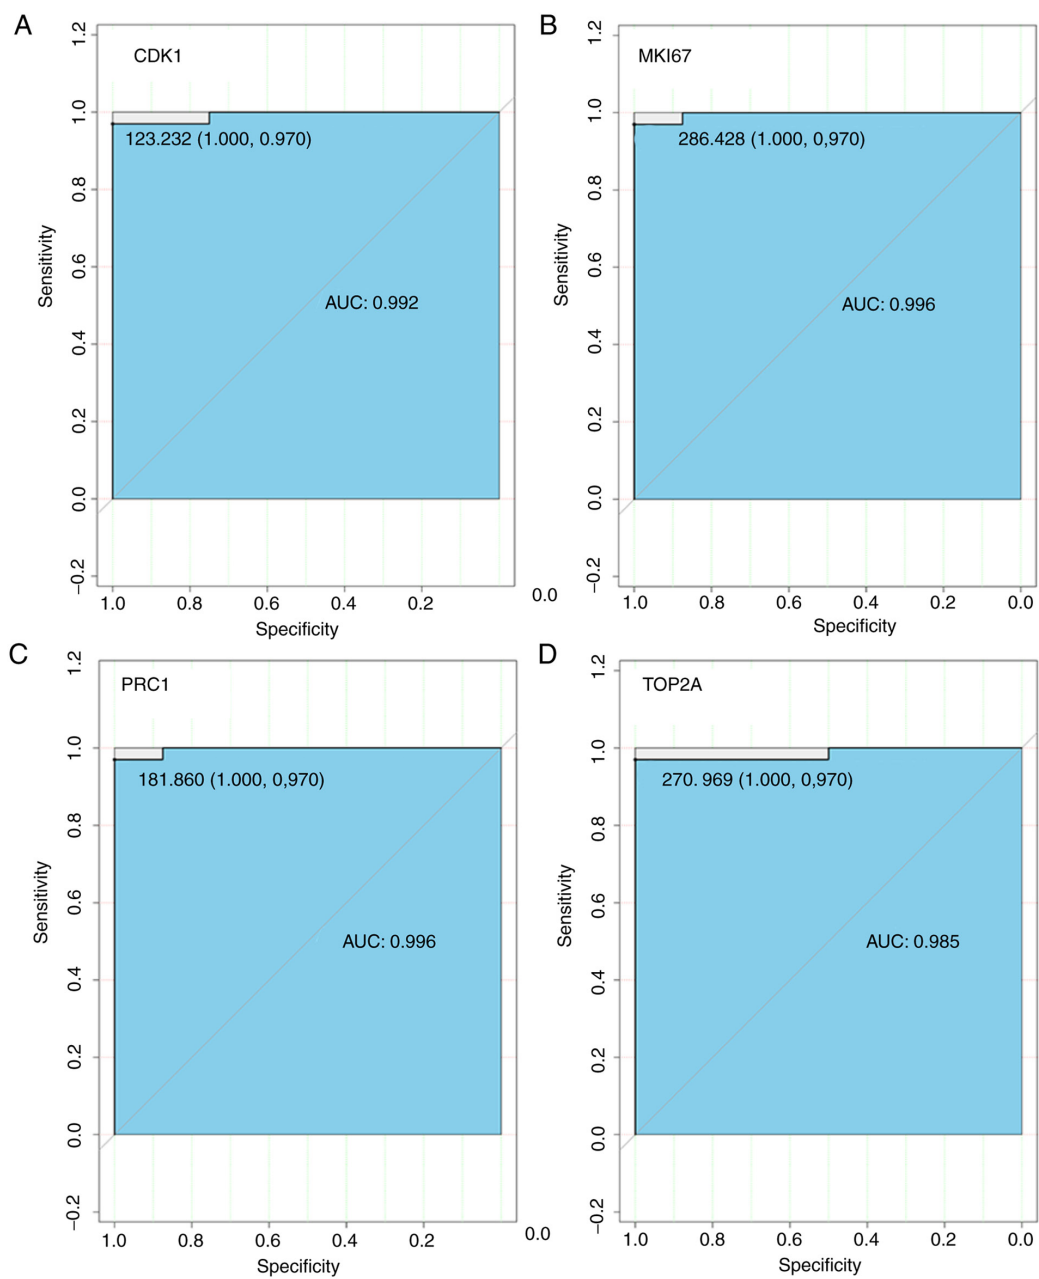 A
CDK1
1.2
1.0
0.8
0.6
0.4
0.2
0.0
−0.2
Sensitivity
123.232 (1.000, 0.970)
AUC: 0.992
1.0 0.8 0.6 0.4 0.2 0.0
Specificity
B
MKI67
1.2
1.0
0.8
0.6
0.4
0.2
0.0
−0.2
Sensitivity
286.428 (1.000, 0,970)
AUC: 0.996
1.0 0.8 0.6 0.4 0.2 0.0
Specificity
C
PRC1
1.2
1.0
0.8
0.6
0.4
0.2
0.0
−0.2
Sensitivity
181.860 (1.000, 0,970)
AUC: 0.996
1.0 0.8 0.6 0.4 0.2 0.0
Specificity
D
TOP2A
1.2
1.0
0.8
0.6
0.4
0.2
0.0
−0.2
Sensitivity
270. 969 (1.000, 0,970)
AUC: 0.985
1.0 0.8 0.6 0.4 0.2 0.0
Specificity